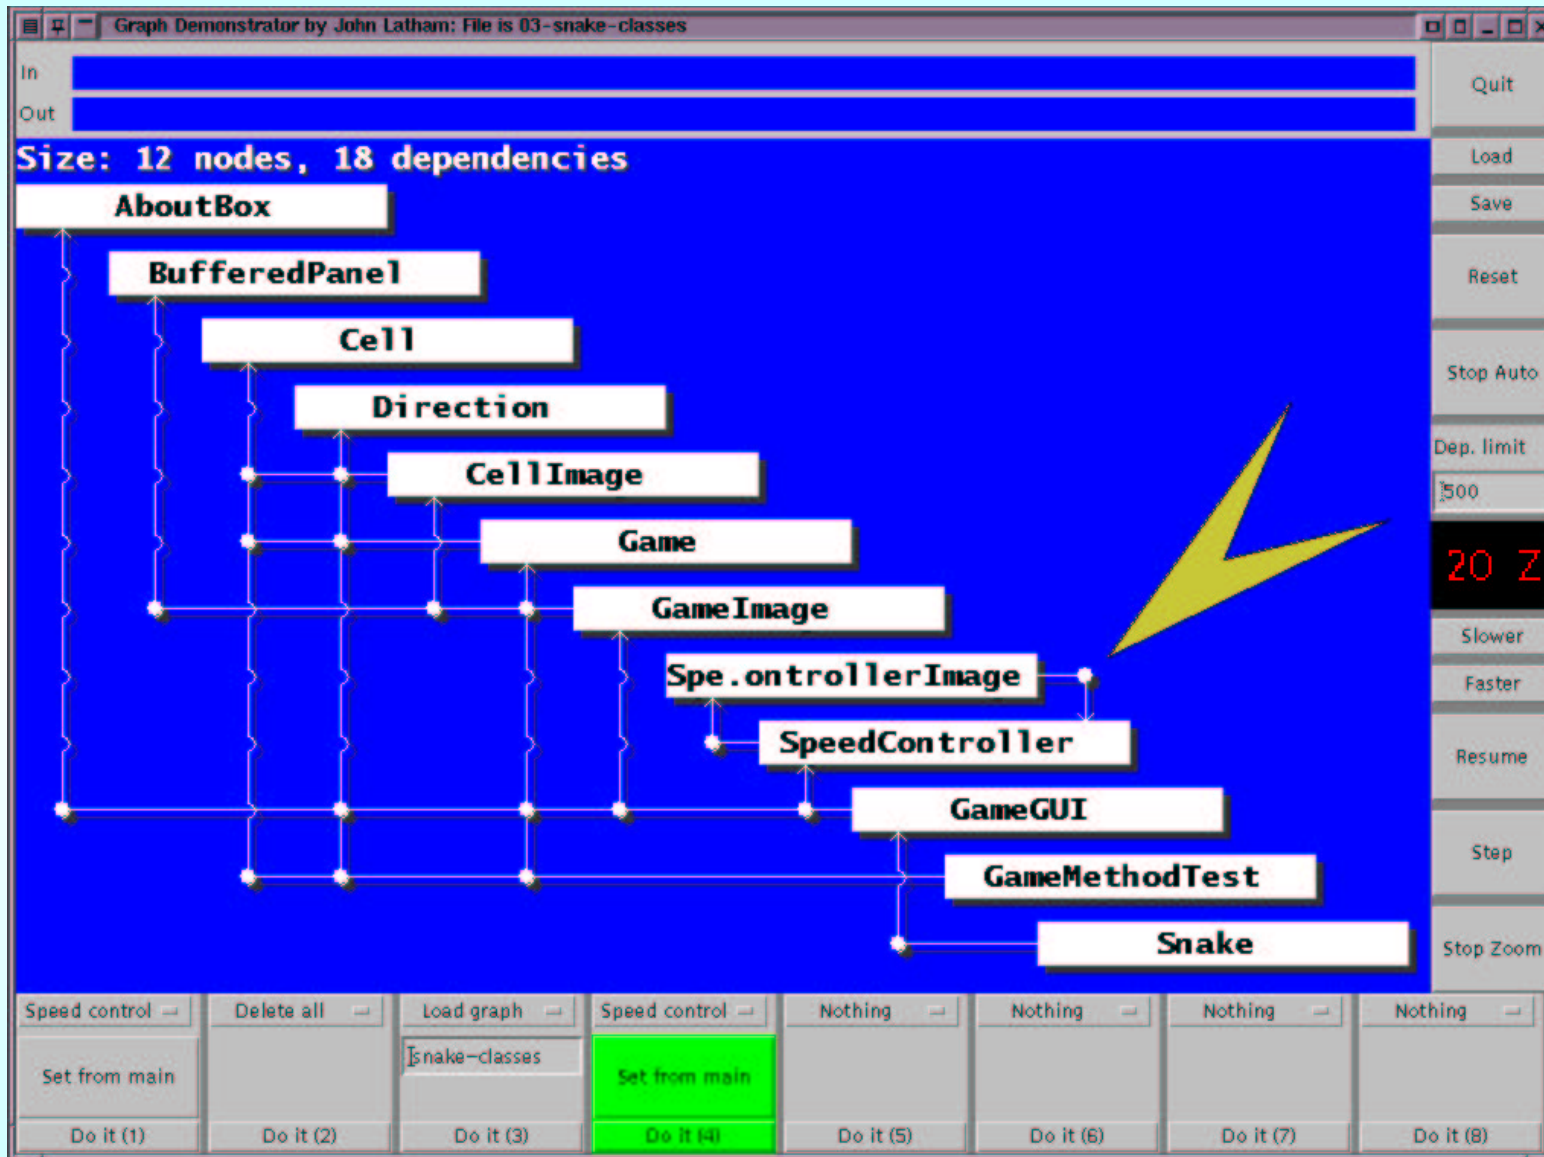 Graph Demonstrator by John Latham: File is 03-snake-classes
In
Out
Quit
Load
Save
Reset
Stop Auto
Dep. limit
500
20 Z
Slower
Faster
Resume
Step
Stop Zoom
Size: 12 nodes, 18 dependencies
AboutBox
BufferedPanel
Cell
Direction
CellImage
Game
GameImage
Spe.ontrollerImage
SpeedController
GameGUI
GameMethodTest
Snake
Speed control Delete all Load graph Speed control Nothing Nothing Nothing Nothing
snake-classes
Set from main Set from main
Do it (1) Do it (2) Do it (3) Do it (4) Do it (5) Do it (6) Do it (7) Do it (8)